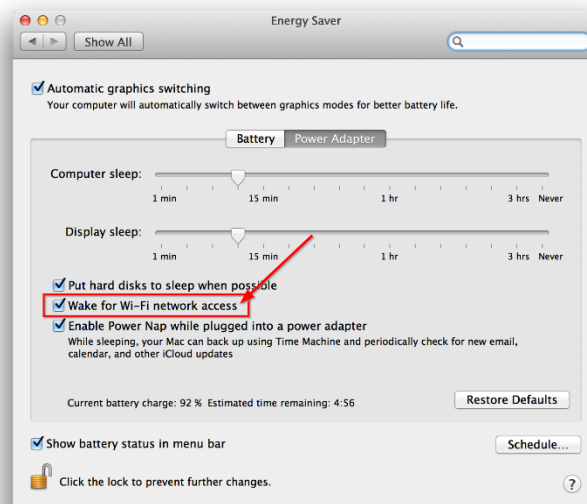 Energy Saver
Show All
Automatic graphics switching
Your computer will automatically switch between graphics modes for better battery life.
Battery Power Adapter
Computer sleep:
1 min 15 min 1 hr 3 hrs Never
Display sleep:
1 min 15 min 1 hr 3 hrs Never
Put hard disks to sleep when possible
Wake for Wi-Fi network access
Enable Power Nap while plugged into a power adapter
While sleeping, your Mac can back up using Time Machine and periodically check for new email,
calendar, and other iCloud updates
Current battery charge: 92 % Estimated time remaining: 4:56
Restore Defaults
Show battery status in menu bar
Schedule...
Click the lock to prevent further changes.
?